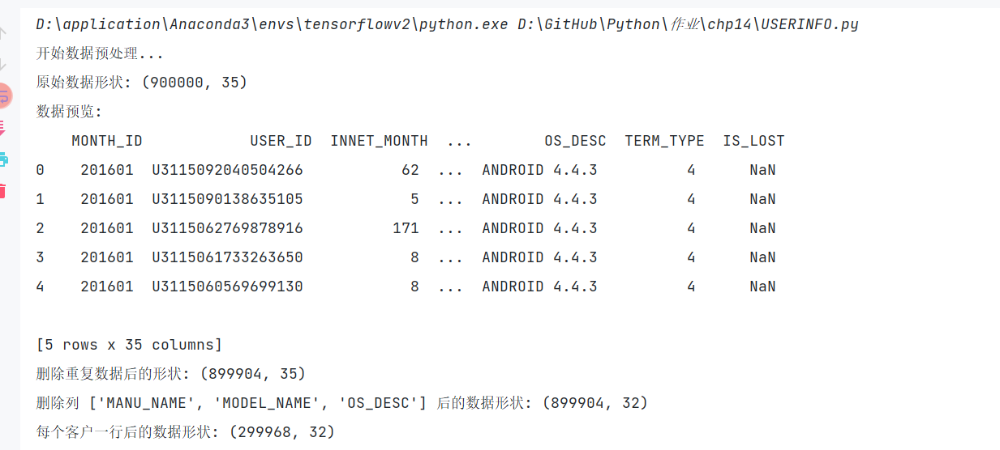 D:\application\Anaconda3\envs\tensorflowv2\python.exe D:\GitHub\Python\作业\chp14\USERINFO.py
开始数据预处理...
原始数据形状: (900000, 35)
数据预览:
MONTH_ID USER_ID INNET_MONTH ... OS_DESC TERM_TYPE IS_LOST
0 201601 U3115092040504266 62 ... ANDROID 4.4.3 4 NaN
1 201601 U3115090138635105 5 ... ANDROID 4.4.3 4 NaN
2 201601 U3115062769878916 171 ... ANDROID 4.4.3 4 NaN
3 201601 U3115061733263650 8 ... ANDROID 4.4.3 4 NaN
4 201601 U3115060569699130 8 ... ANDROID 4.4.3 4 NaN
[5 rows x 35 columns]
删除重复数据后的形状: (899904, 35)
删除列 ['MANU_NAME', 'MODEL_NAME', 'OS_DESC'] 后的数据形状: (899904, 32)
每个客户一行后的数据形状: (299968, 32)